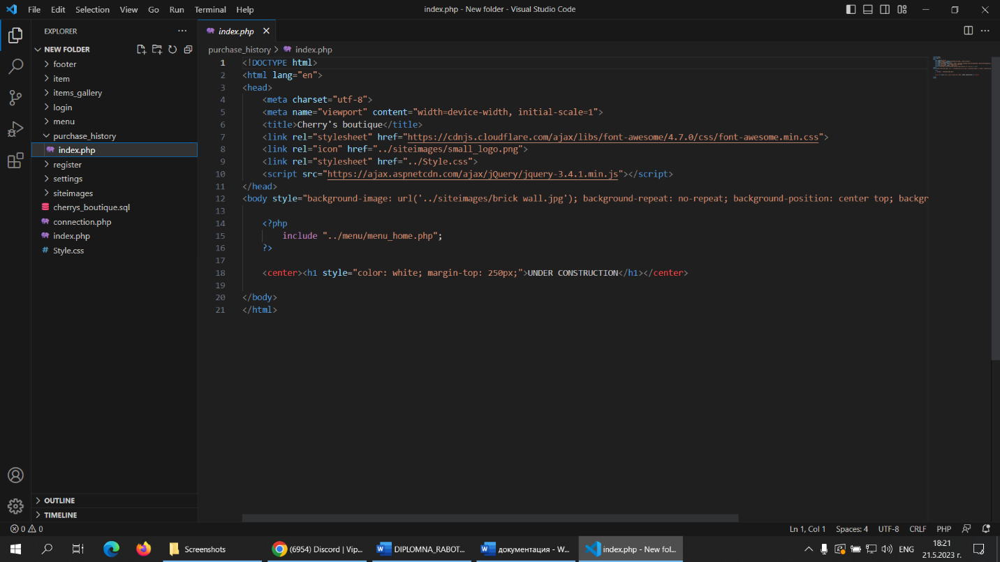 File Edit Selection View Go Run Terminal Help
index.php - New folder - Visual Studio Code
EXPLORER
NEW FOLDER
footer
item
items_gallery
login
menu
purchase_history
index.php
register
settings
siteimages
cherrys_boutique.sql
connection.php
index.php
Style.css
OUTLINE
TIMELINE
index.php
purchase_history > index.php
1 <!DOCTYPE html>
2 <html lang="en">
3 <head>
4 <meta charset="utf-8">
5 <meta name="viewport" content="width=device-width, initial-scale=1">
6 <title>Cherry's boutique</title>
7 <link rel="stylesheet" href="https://cdnjs.cloudflare.com/ajax/libs/font-awesome/4.7.0/css/font-awesome.min.css">
8 <link rel="icon" href="../siteimages/small_logo.png">
9 <link rel="stylesheet" href="../Style.css">
10 <script src="https://ajax.aspnetcdn.com/ajax/jQuery/jquery-3.4.1.min.js"></script>
11 </head>
12 <body style="background-image: url('../siteimages/brick wall.jpg'); background-repeat: no-repeat; background-position: center top; backgr
13
14 <?php
15 include "../menu/menu_home.php";
16 ?>
17
18 <center><h1 style="color: white; margin-top: 250px;">UNDER CONSTRUCTION</h1></center>
19
20 </body>
21 </html>
0 0
Ln 1, Col 1 Spaces: 4 UTF-8 CRLF PHP
Screenshots
(6954) Discord | Vip...
DIPLOMNA_RABOT...
документация - W...
index.php - New fol...
ENG
18:21
21.5.2023 г.